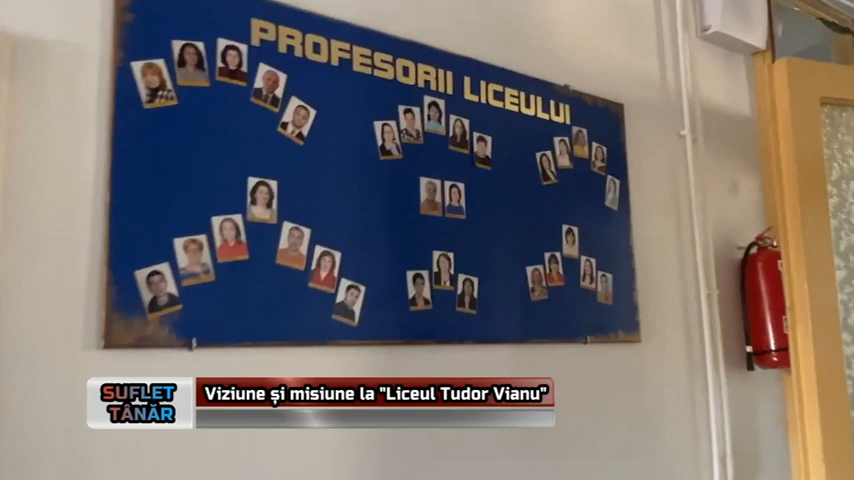 PROFESORII LICEULUI
SUFLET
TÂNĂR
Viziune și misiune la "Liceul Tudor Vianu"